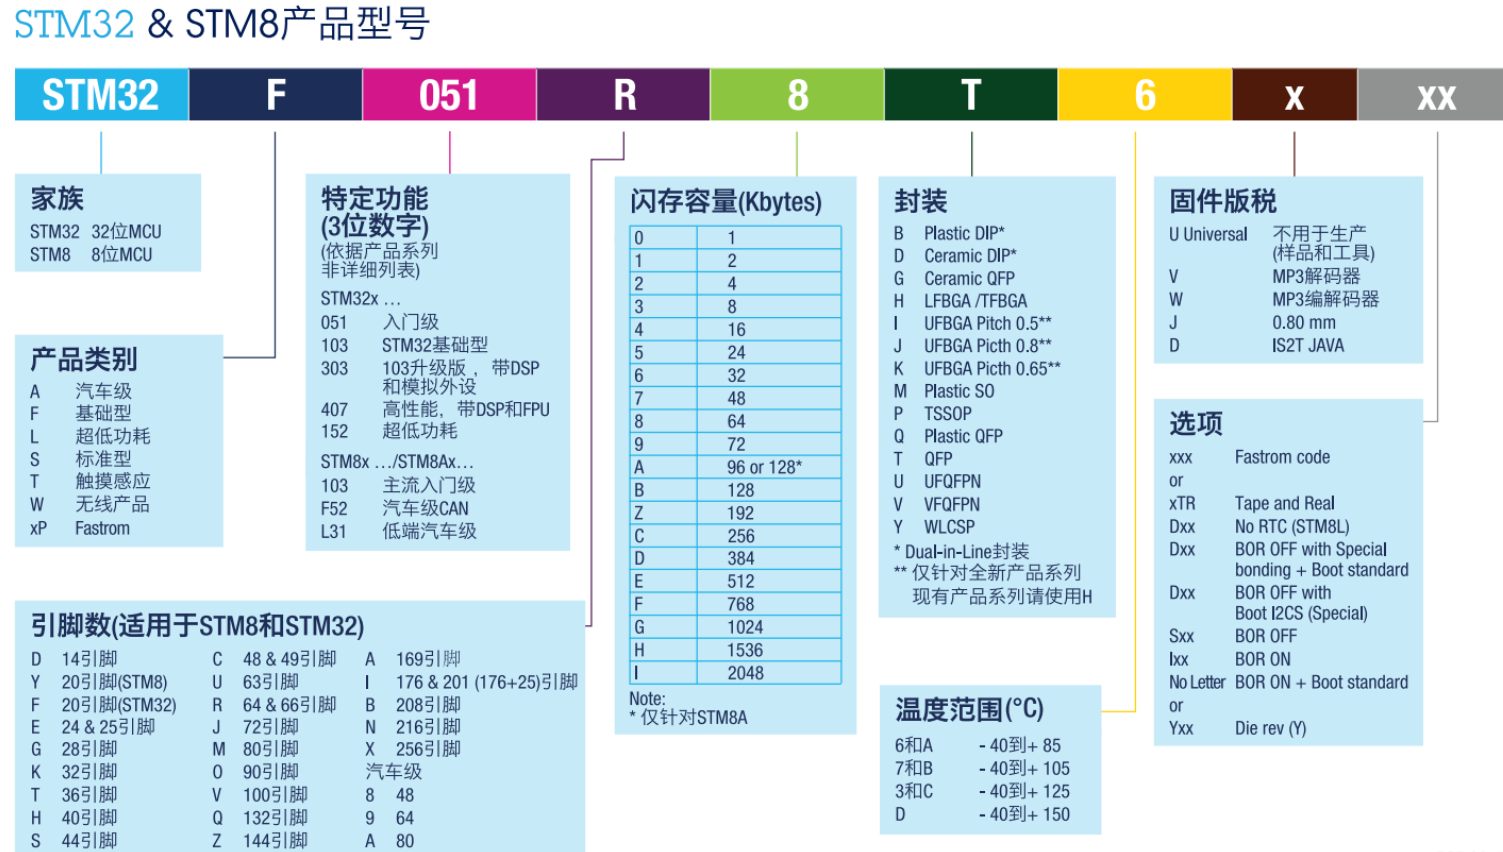 STM32 & STM8产品型号
STM32 F 051 R 8 T 6 x xx
家族
STM32 32位MCU
STM8 8位MCU
产品类别
A 汽车级
F 基础型
L 超低功耗
S 标准型
T 触摸感应
W 无线产品
xP Fastrom
特定功能
(3位数字)
(依据产品系列
非详细列表)
STM32x …
051 入门级
103 STM32基础型
303 103升级版，带DSP
和模拟外设
407 高性能，带DSP和FPU
152 超低功耗
STM8x …/STM8Ax…
103 主流入门级
F52 汽车级CAN
L31 低端汽车级
引脚数(适用于STM8和STM32)
D 14引脚 C 48 & 49引脚 A 169引脚
Y 20引脚(STM8) U 63引脚 I 176 & 201 (176+25)引脚
F 20引脚(STM32) R 64 & 66引脚 B 208引脚
E 24 & 25引脚 J 72引脚 N 216引脚
G 28引脚 M 80引脚 X 256引脚
K 32引脚 O 90引脚 汽车级
T 36引脚 V 100引脚 8 48
H 40引脚 Q 132引脚 9 64
S 44引脚 Z 144引脚 A 80
闪存容量(Kbytes)
0 1
1 2
2 4
3 8
4 16
5 24
6 32
7 48
8 64
9 72
A 96 or 128*
B 128
Z 192
C 256
D 384
E 512
F 768
G 1024
H 1536
I 2048
Note:
* 仅针对STM8A
封装
B Plastic DIP*
D Ceramic DIP*
G Ceramic QFP
H LFBGA /TFBGA
I UFBGA Pitch 0.5**
J UFBGA Picth 0.8**
K UFBGA Picth 0.65**
M Plastic SO
P TSSOP
Q Plastic QFP
T QFP
U UFQFPN
V VFQFPN
Y WLCSP
* Dual-in-Line封装
** 仅针对全新产品系列
现有产品系列请使用H
温度范围(°C)
6和A - 40到+ 85
7和B - 40到+ 105
3和C - 40到+ 125
D - 40到+ 150
固件版税
U Universal 不用于生产
(样品和工具)
V MP3解码器
W MP3编解码器
J 0.80 mm
D IS2T JAVA
选项
xxx Fastrom code
or
xTR Tape and Real
Dxx No RTC (STM8L)
Dxx BOR OFF with Special
bonding + Boot standard
Dxx BOR OFF with
Boot I2CS (Special)
Sxx BOR OFF
Ixx BOR ON
No Letter BOR ON + Boot standard
or
Yxx Die rev (Y)